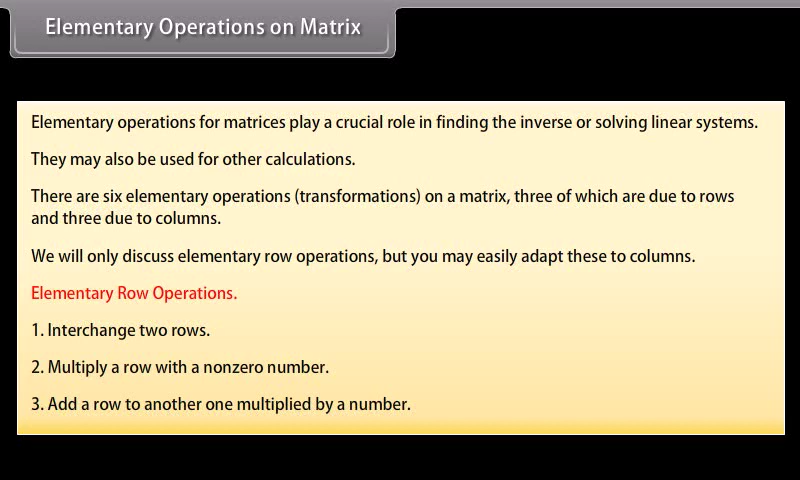 Elementary Operations on Matrix
Elementary operations for matrices play a crucial role in finding the inverse or solving linear systems.
They may also be used for other calculations.
There are six elementary operations (transformations) on a matrix, three of which are due to rows
and three due to columns.
We will only discuss elementary row operations, but you may easily adapt these to columns.
Elementary Row Operations.
1. Interchange two rows.
2. Multiply a row with a nonzero number.
3. Add a row to another one multiplied by a number.